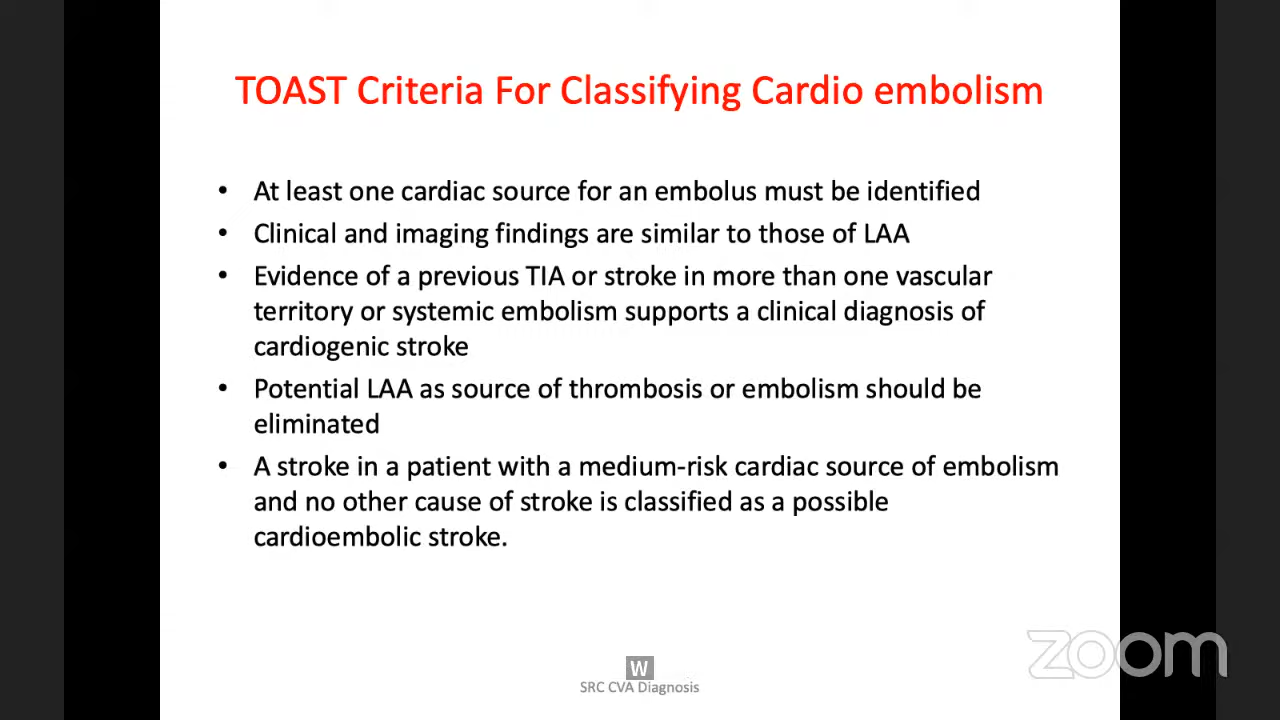 TOAST Criteria For Classifying Cardio embolism
• At least one cardiac source for an embolus must be identified
• Clinical and imaging findings are similar to those of LAA
• Evidence of a previous TIA or stroke in more than one vascular
territory or systemic embolism supports a clinical diagnosis of
cardiogenic stroke
• Potential LAA as source of thrombosis or embolism should be
eliminated
• A stroke in a patient with a medium-risk cardiac source of embolism
and no other cause of stroke is classified as a possible
cardioembolic stroke.
zoom
W
SRC CVA Diagnosis